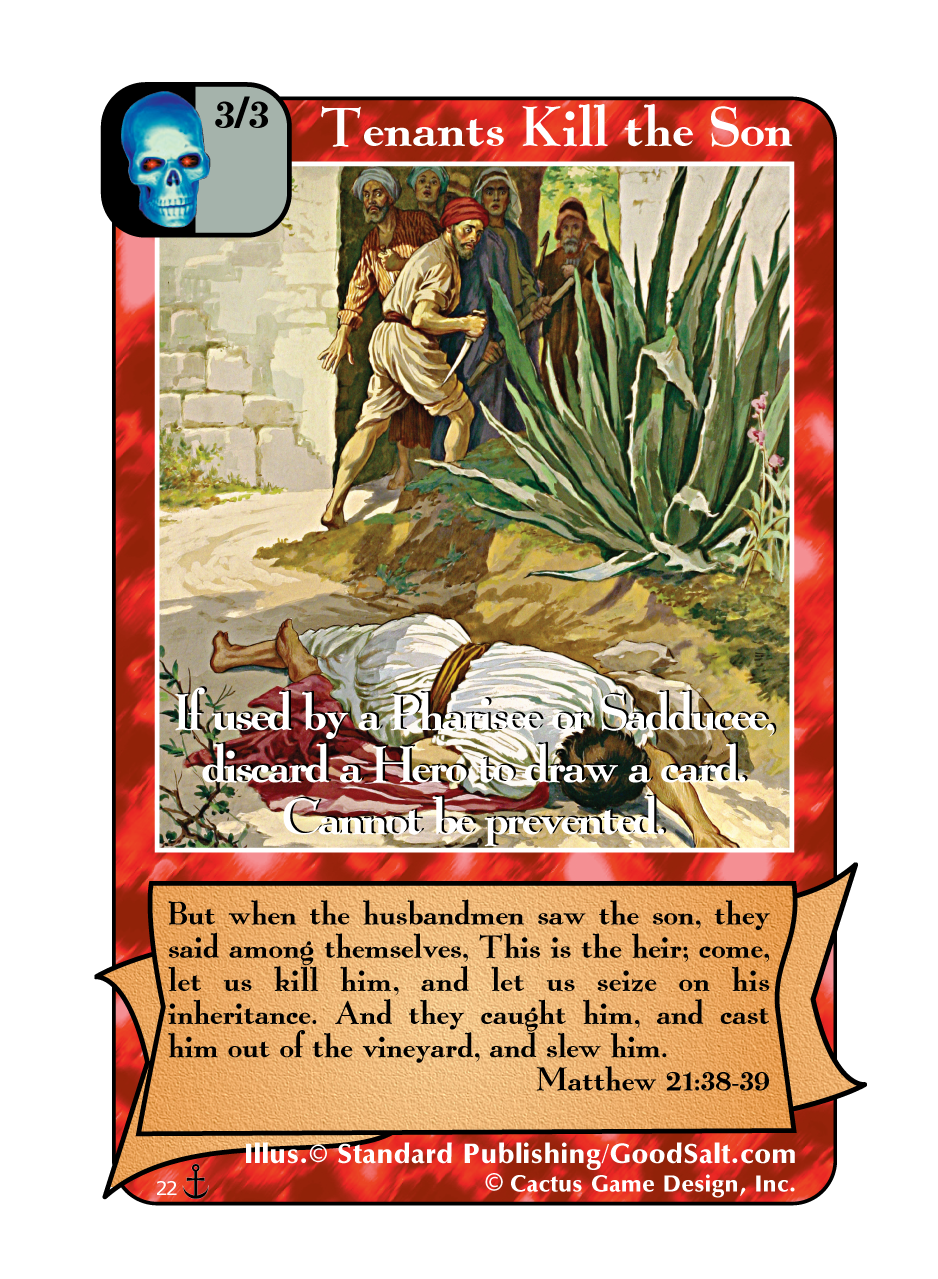 3/3
Tenants Kill the Son
If used by a Pharisee or Sadducee,
discard a Hero to draw a card.
Cannot be prevented.
But when the husbandmen saw the son, they
said among themselves, This is the heir; come,
let us kill him, and let us seize on his
inheritance. And they caught him, and cast
him out of the vineyard, and slew him.
Matthew 21:38-39
Illus.© Standard Publishing/GoodSalt.com
22
© Cactus Game Design, Inc.